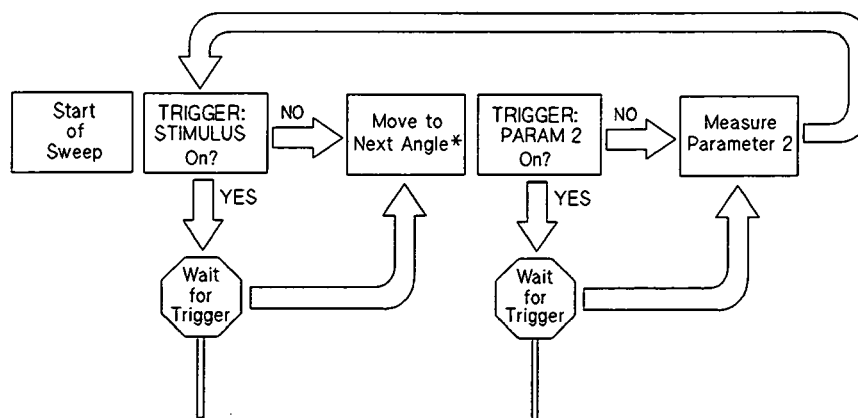 Start
of
Sweep
TRIGGER:
STIMULUS
On?
NO
YES
Wait
for
Trigger
Move to
Next Angle*
TRIGGER:
PARAM 2
On?
NO
YES
Wait
for
Trigger
Measure
Parameter 2